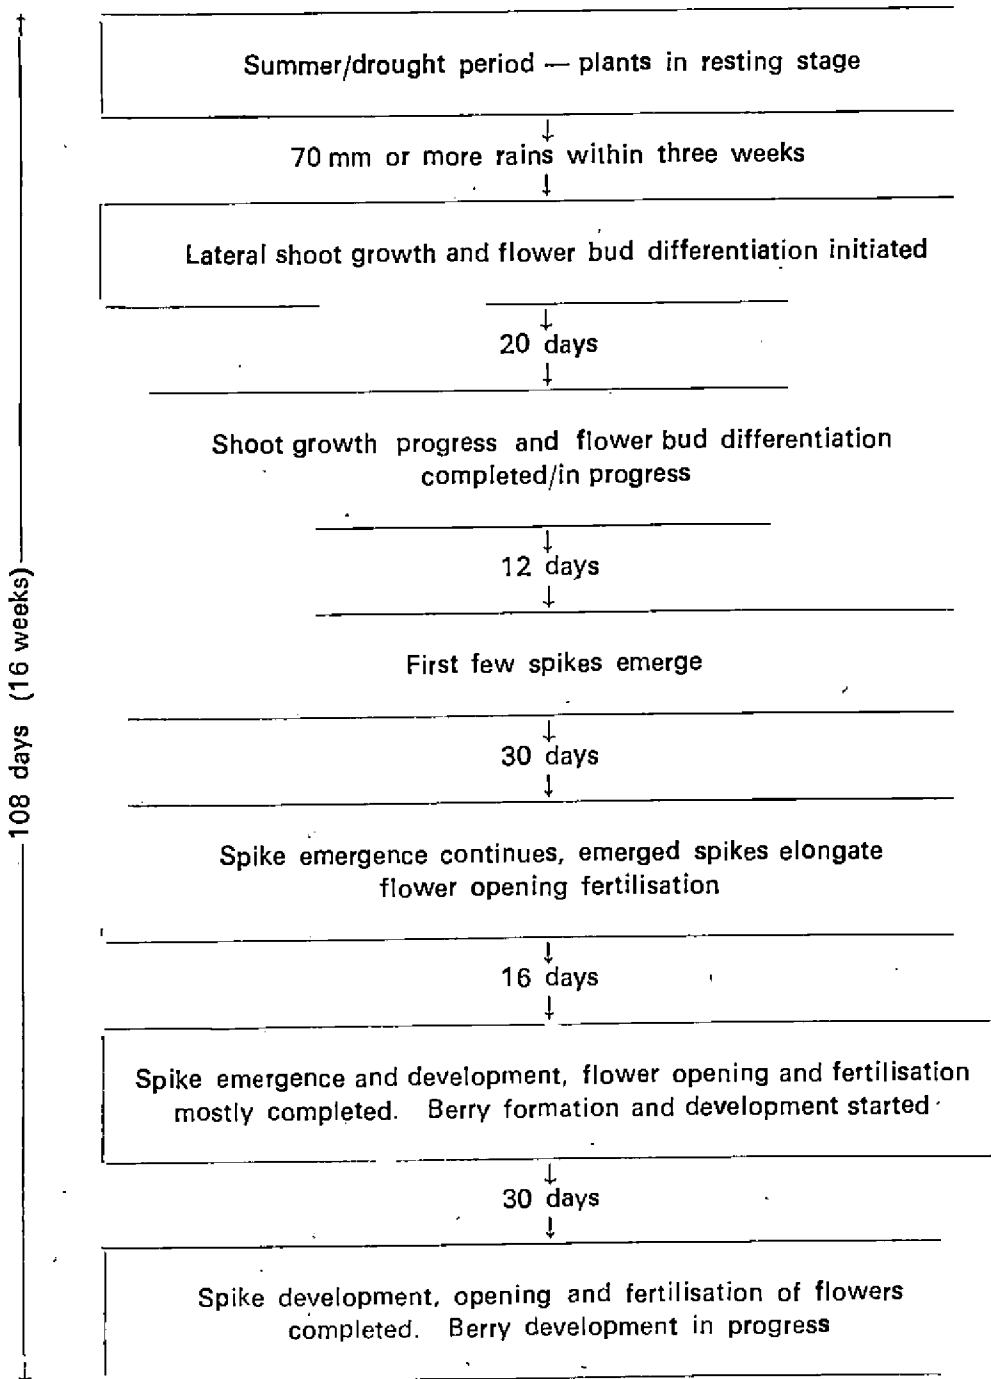 Summer/drought period — plants in resting stage
70 mm or more rains within three weeks
Lateral shoot growth and flower bud differentiation initiated
20 days
Shoot growth progress and flower bud differentiation
completed/in progress
12 days
First few spikes emerge
30 days
Spike emergence continues, emerged spikes elongate
flower opening fertilisation
16 days
Spike emergence and development, flower opening and fertilisation
mostly completed. Berry formation and development started
30 days
Spike development, opening and fertilisation of flowers
completed. Berry development in progress
108 days (16 weeks)